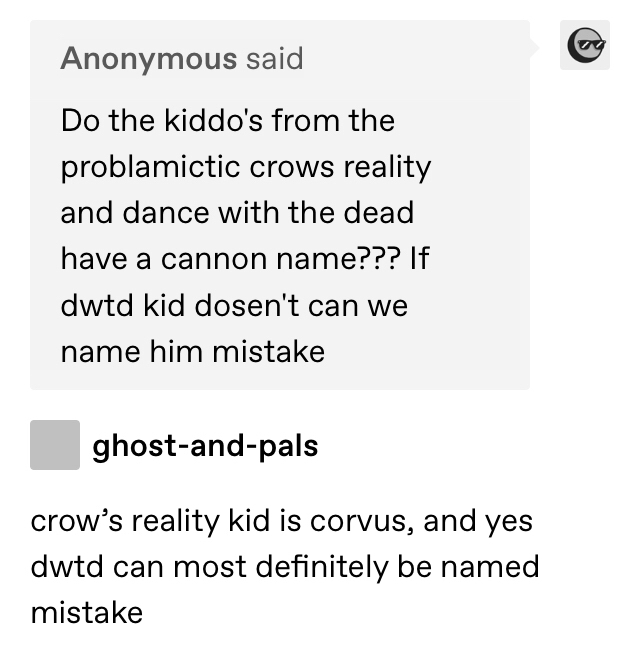 Anonymous said
Do the kiddo's from the
problamictic crows reality
and dance with the dead
have a cannon name??? If
dwtd kid dosen't can we
name him mistake
ghost-and-pals
crow’s reality kid is corvus, and yes
dwtd can most definitely be named
mistake